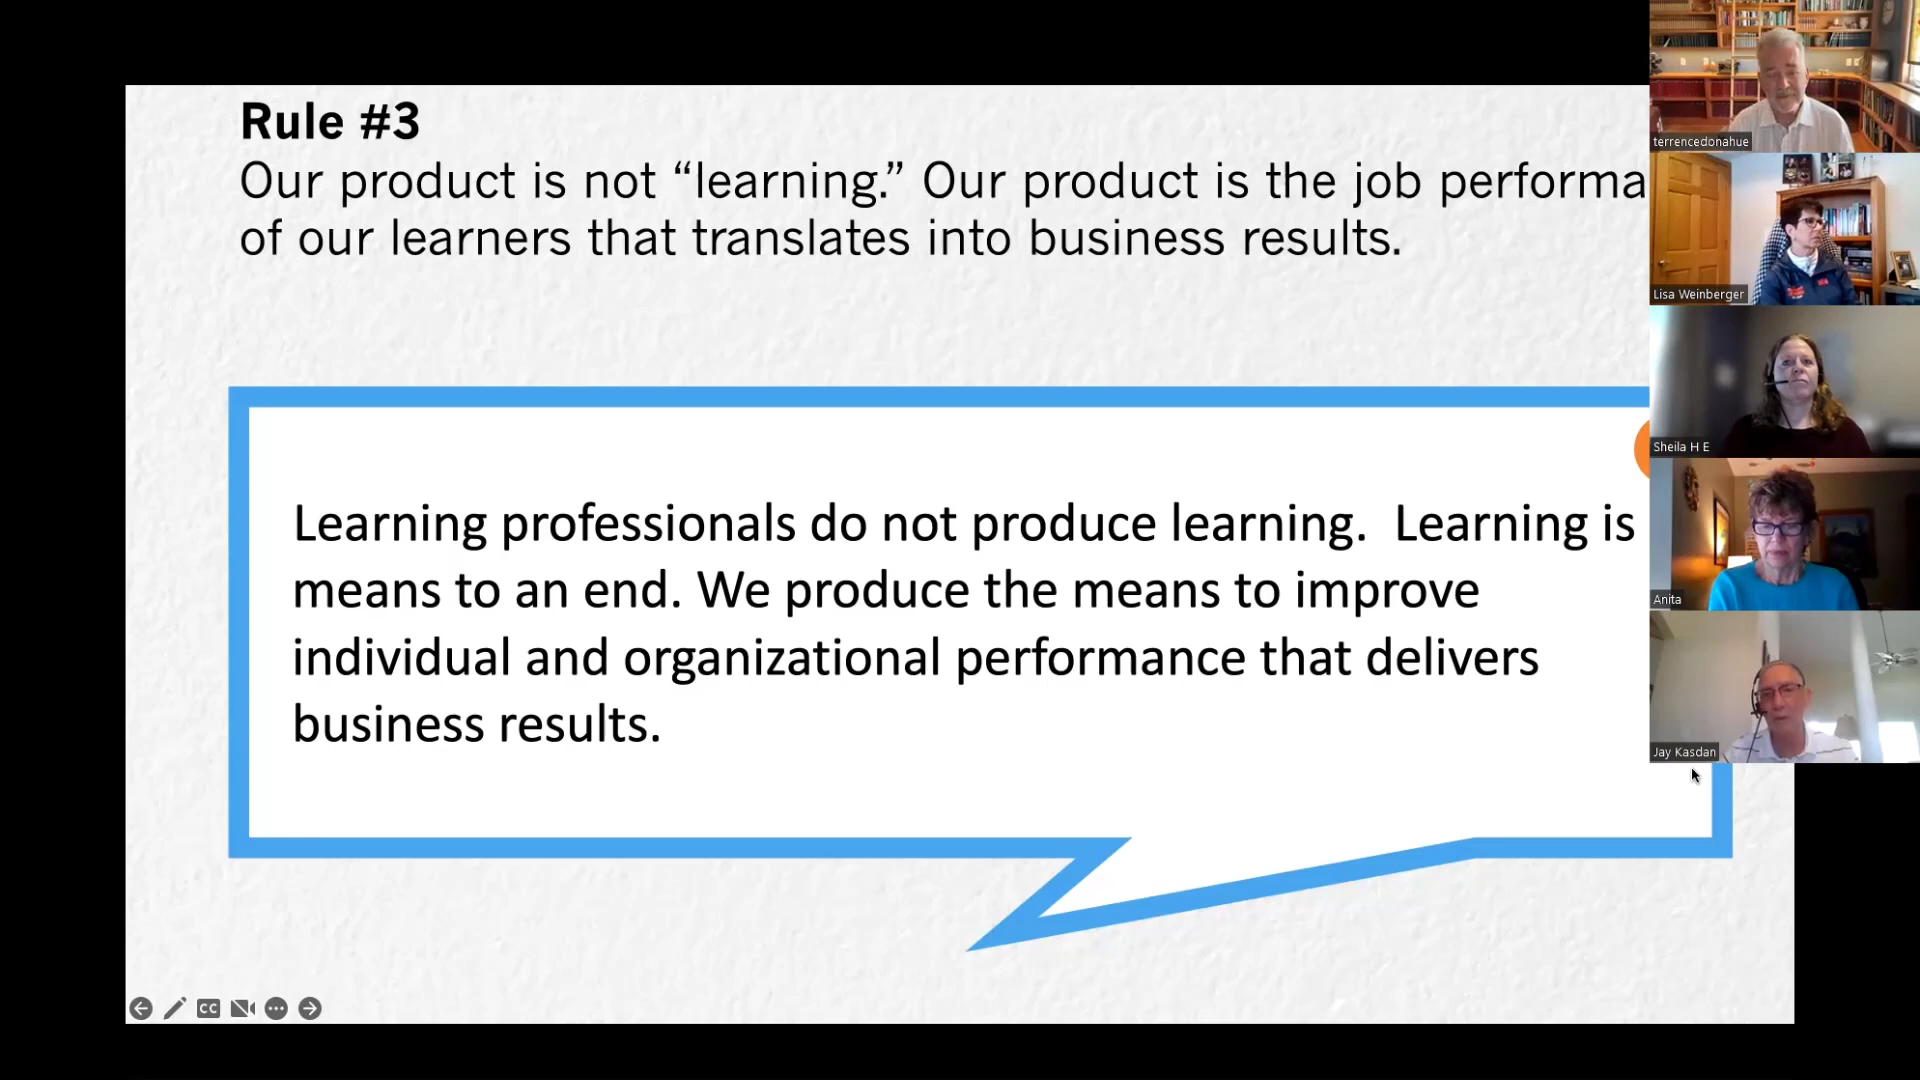 Rule #3
Our product is not “learning.” Our product is the job performa
of our learners that translates into business results.
Learning professionals do not produce learning.  Learning is
means to an end. We produce the means to improve
individual and organizational performance that delivers
business results.
CC
terrencedonahue
Lisa Weinberger
Sheila H E
Anita
Jay Kasdan